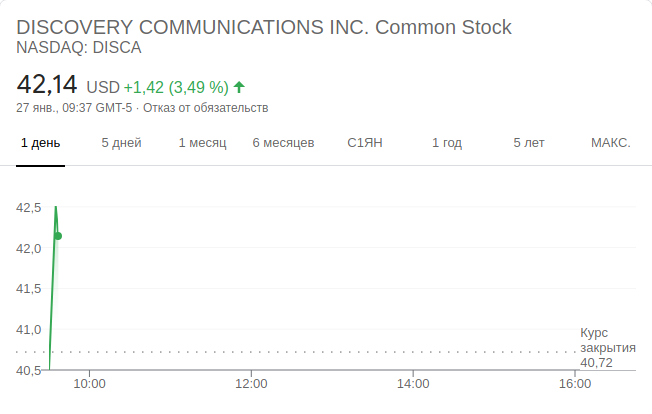 DISCOVERY COMMUNICATIONS INC. Common Stock
NASDAQ: DISCA
42,14 USD +1,42 (3,49 %)
27 янв., 09:37 GMT-5 · Отказ от обязательств
1 день 5 дней 1 месяц 6 месяцев С1ЯН 1 год 5 лет МАКС.
42,5
42,0
41,5
41,0
40,5
Курс
закрытия
40,72
10:00 12:00 14:00 16:00